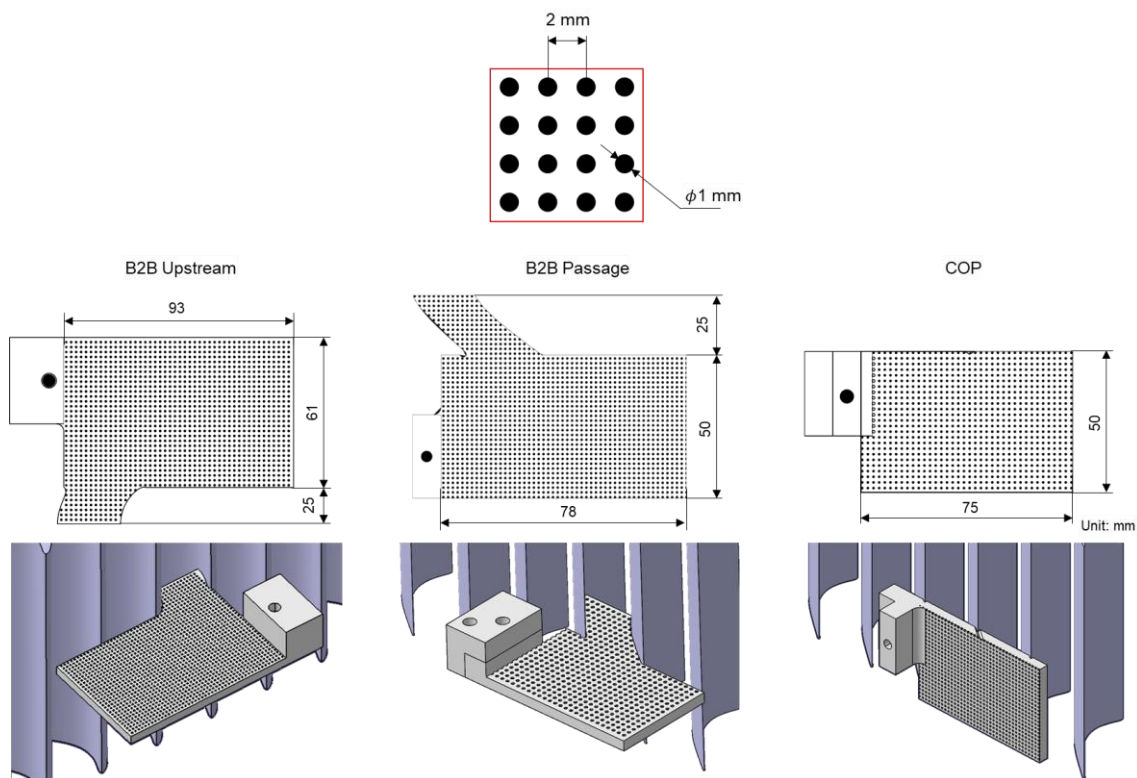 2 mm
ϕ1 mm
B2B Upstream
B2B Passage
COP
93
61
25
25
50
78
50
75
Unit: mm